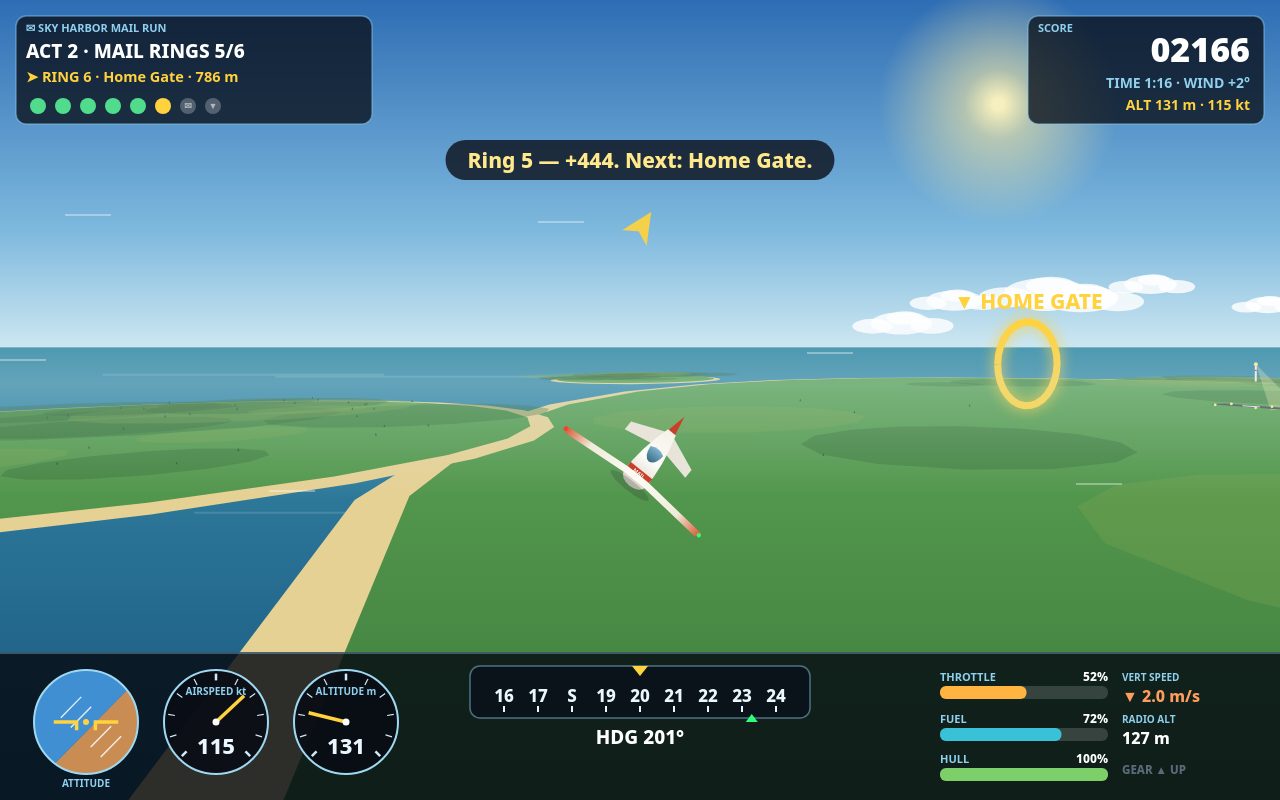 ✉ SKY HARBOR MAIL RUN
ACT 2 · MAIL RINGS 5/6
➤ RING 6 · Home Gate · 786 m
SCORE
02166
TIME 1:16 · WIND +2°
ALT 131 m · 115 kt
Ring 5 — +444. Next: Home Gate.
▼ HOME GATE
ATTITUDE
AIRSPEED kt
115
ALTITUDE m
131
16 17 S 19 20 21 22 23 24
HDG 201°
THROTTLE 52%
FUEL 72%
HULL 100%
VERT SPEED
▼ 2.0 m/s
RADIO ALT
127 m
GEAR ▲ UP